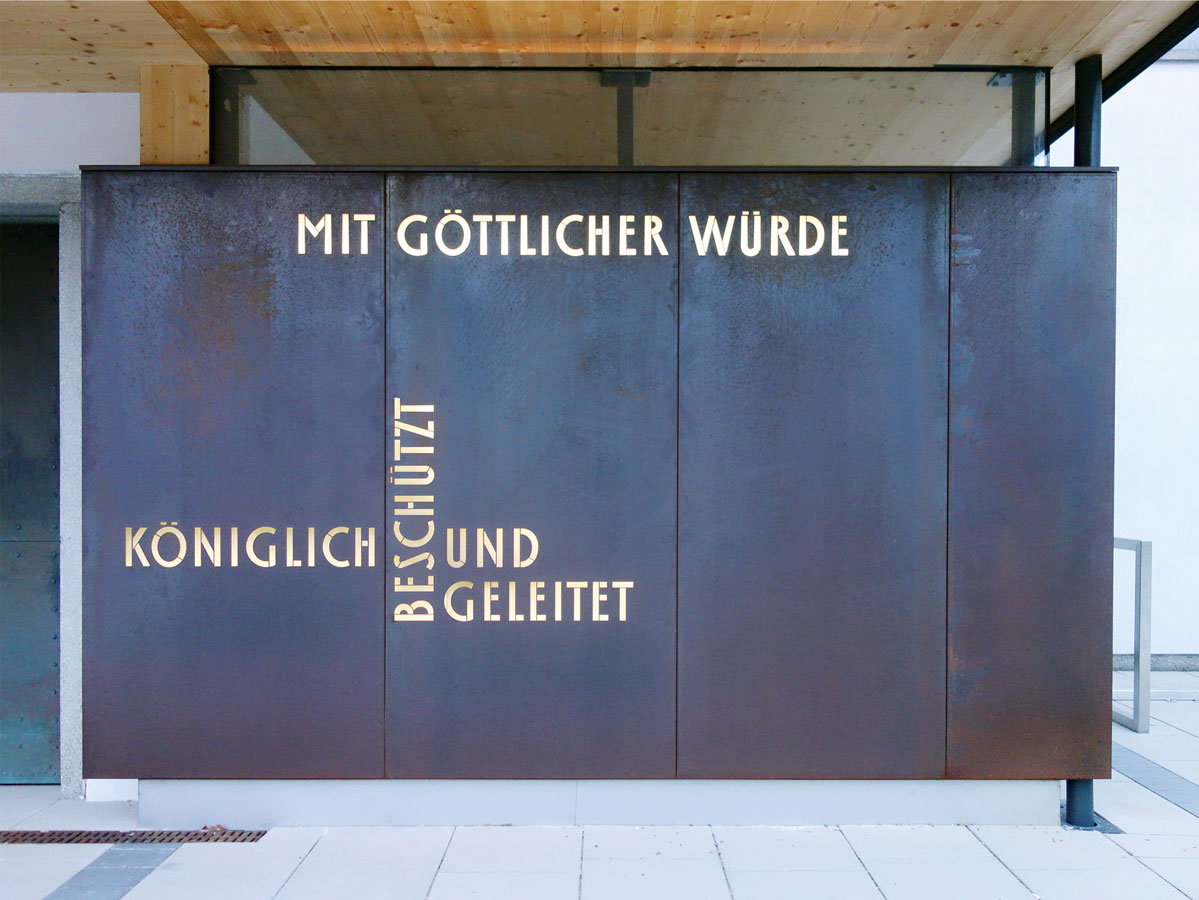 MIT GÖTTLICHER WÜRDE
KÖNIGLICH BESCHÜTZT UND
GELEITET